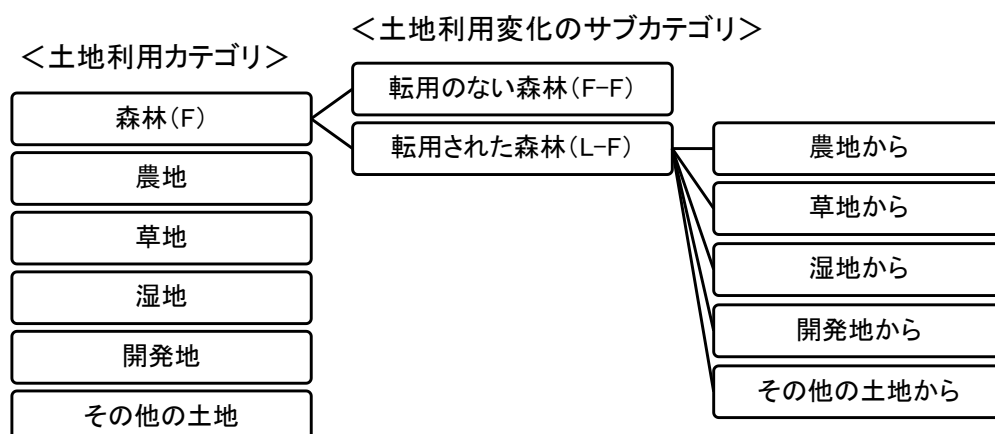 ＜土地利用カテゴリ＞
＜土地利用変化のサブカテゴリ＞
森林（F）
農地
草地
湿地
開発地
その他の土地
転用のない森林（F-F）
転用された森林（L-F）
農地から
草地から
湿地から
開発地から
その他の土地から